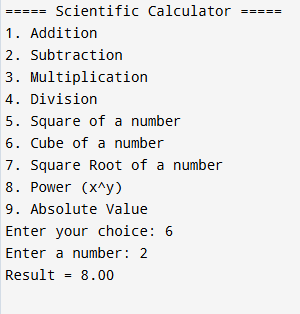 ===== Scientific Calculator =====
1. Addition
2. Subtraction
3. Multiplication
4. Division
5. Square of a number
6. Cube of a number
7. Square Root of a number
8. Power (x^y)
9. Absolute Value
Enter your choice: 6
Enter a number: 2
Result = 8.00